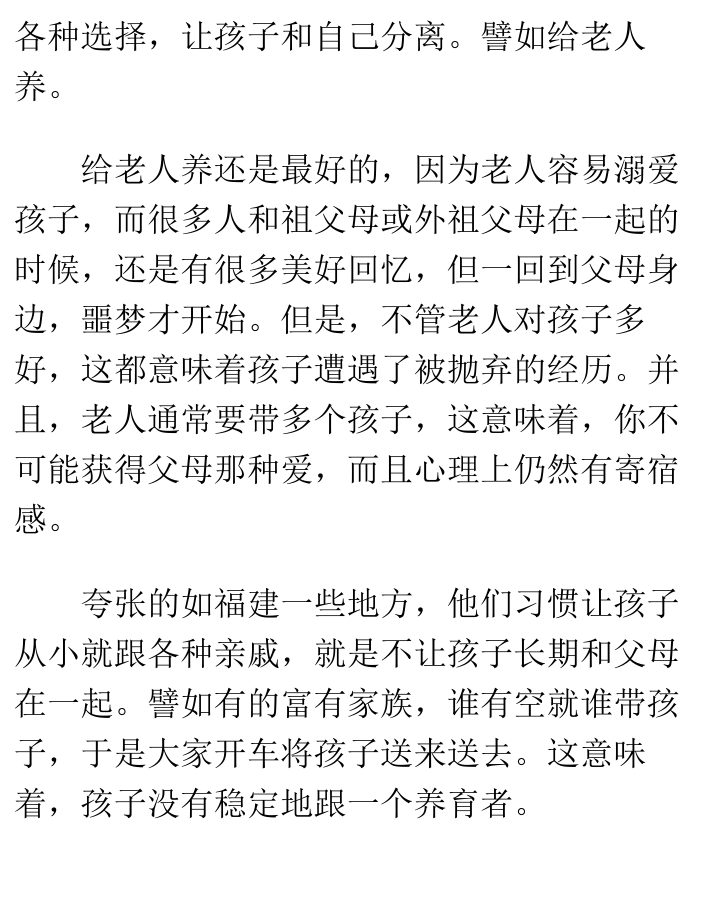 各种选择，让孩子和自己分离。譬如给老人
养。
给老人养还是最好的，因为老人容易溺爱
孩子，而很多人和祖父母或外祖父母在一起的
时候，还是有很多美好回忆，但一回到父母身
边，噩梦才开始。但是，不管老人对孩子多
好，这都意味着孩子遭遇了被抛弃的经历。并
且，老人通常要带多个孩子，这意味着，你不
可能获得父母那种爱，而且心理上仍然有寄宿
感。
夸张的如福建一些地方，他们习惯让孩子
从小就跟各种亲戚，就是不让孩子长期和父母
在一起。譬如有的富有家族，谁有空就谁带孩
子，于是大家开车将孩子送来送去。这意味
着，孩子没有稳定地跟一个养育者。